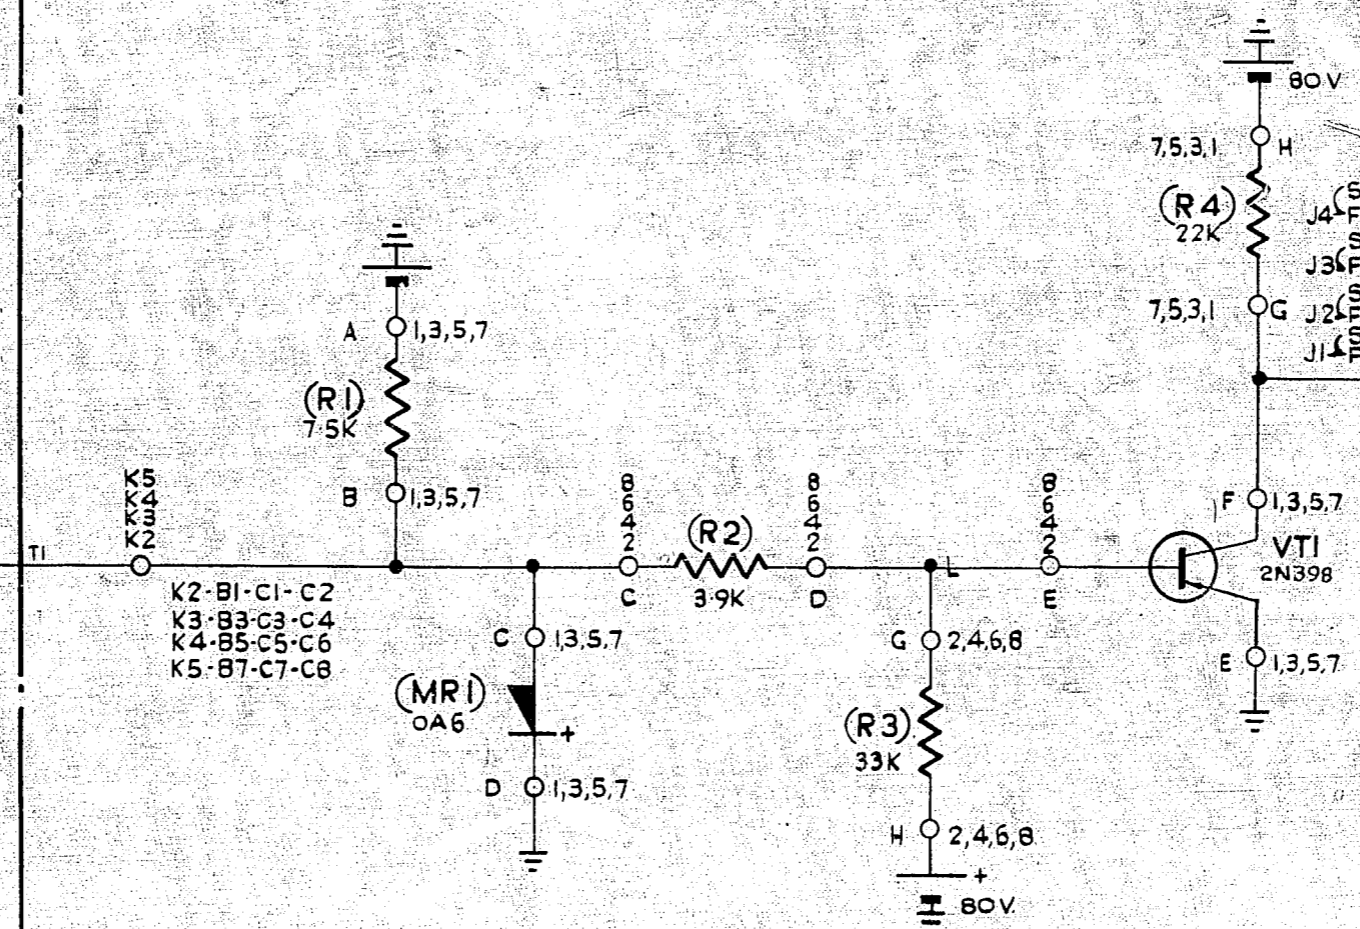 80V
7,5,3,1 H
(R4)
22K
J4 S
F
J3 S
F
7,5,3,1 G
J2 S
F
J1 S
F
A 1,3,5,7
(R1)
7.5K
B 1,3,5,7
K5
K4
K3
K2
T1
K2-B1-C1-C2
K3-B3-C3-C4
K4-B5-C5-C6
K5-B7-C7-C8
8
6
4
2
C
(R2)
3.9K
8
6
4
2
D
L
8
6
4
2
E
F 1,3,5,7
VT1
2N398
E 1,3,5,7
C 1,3,5,7
(MR1)
OA6
+
D 1,3,5,7
G 2,4,6,8
(R3)
33K
H 2,4,6,8
+
80V.